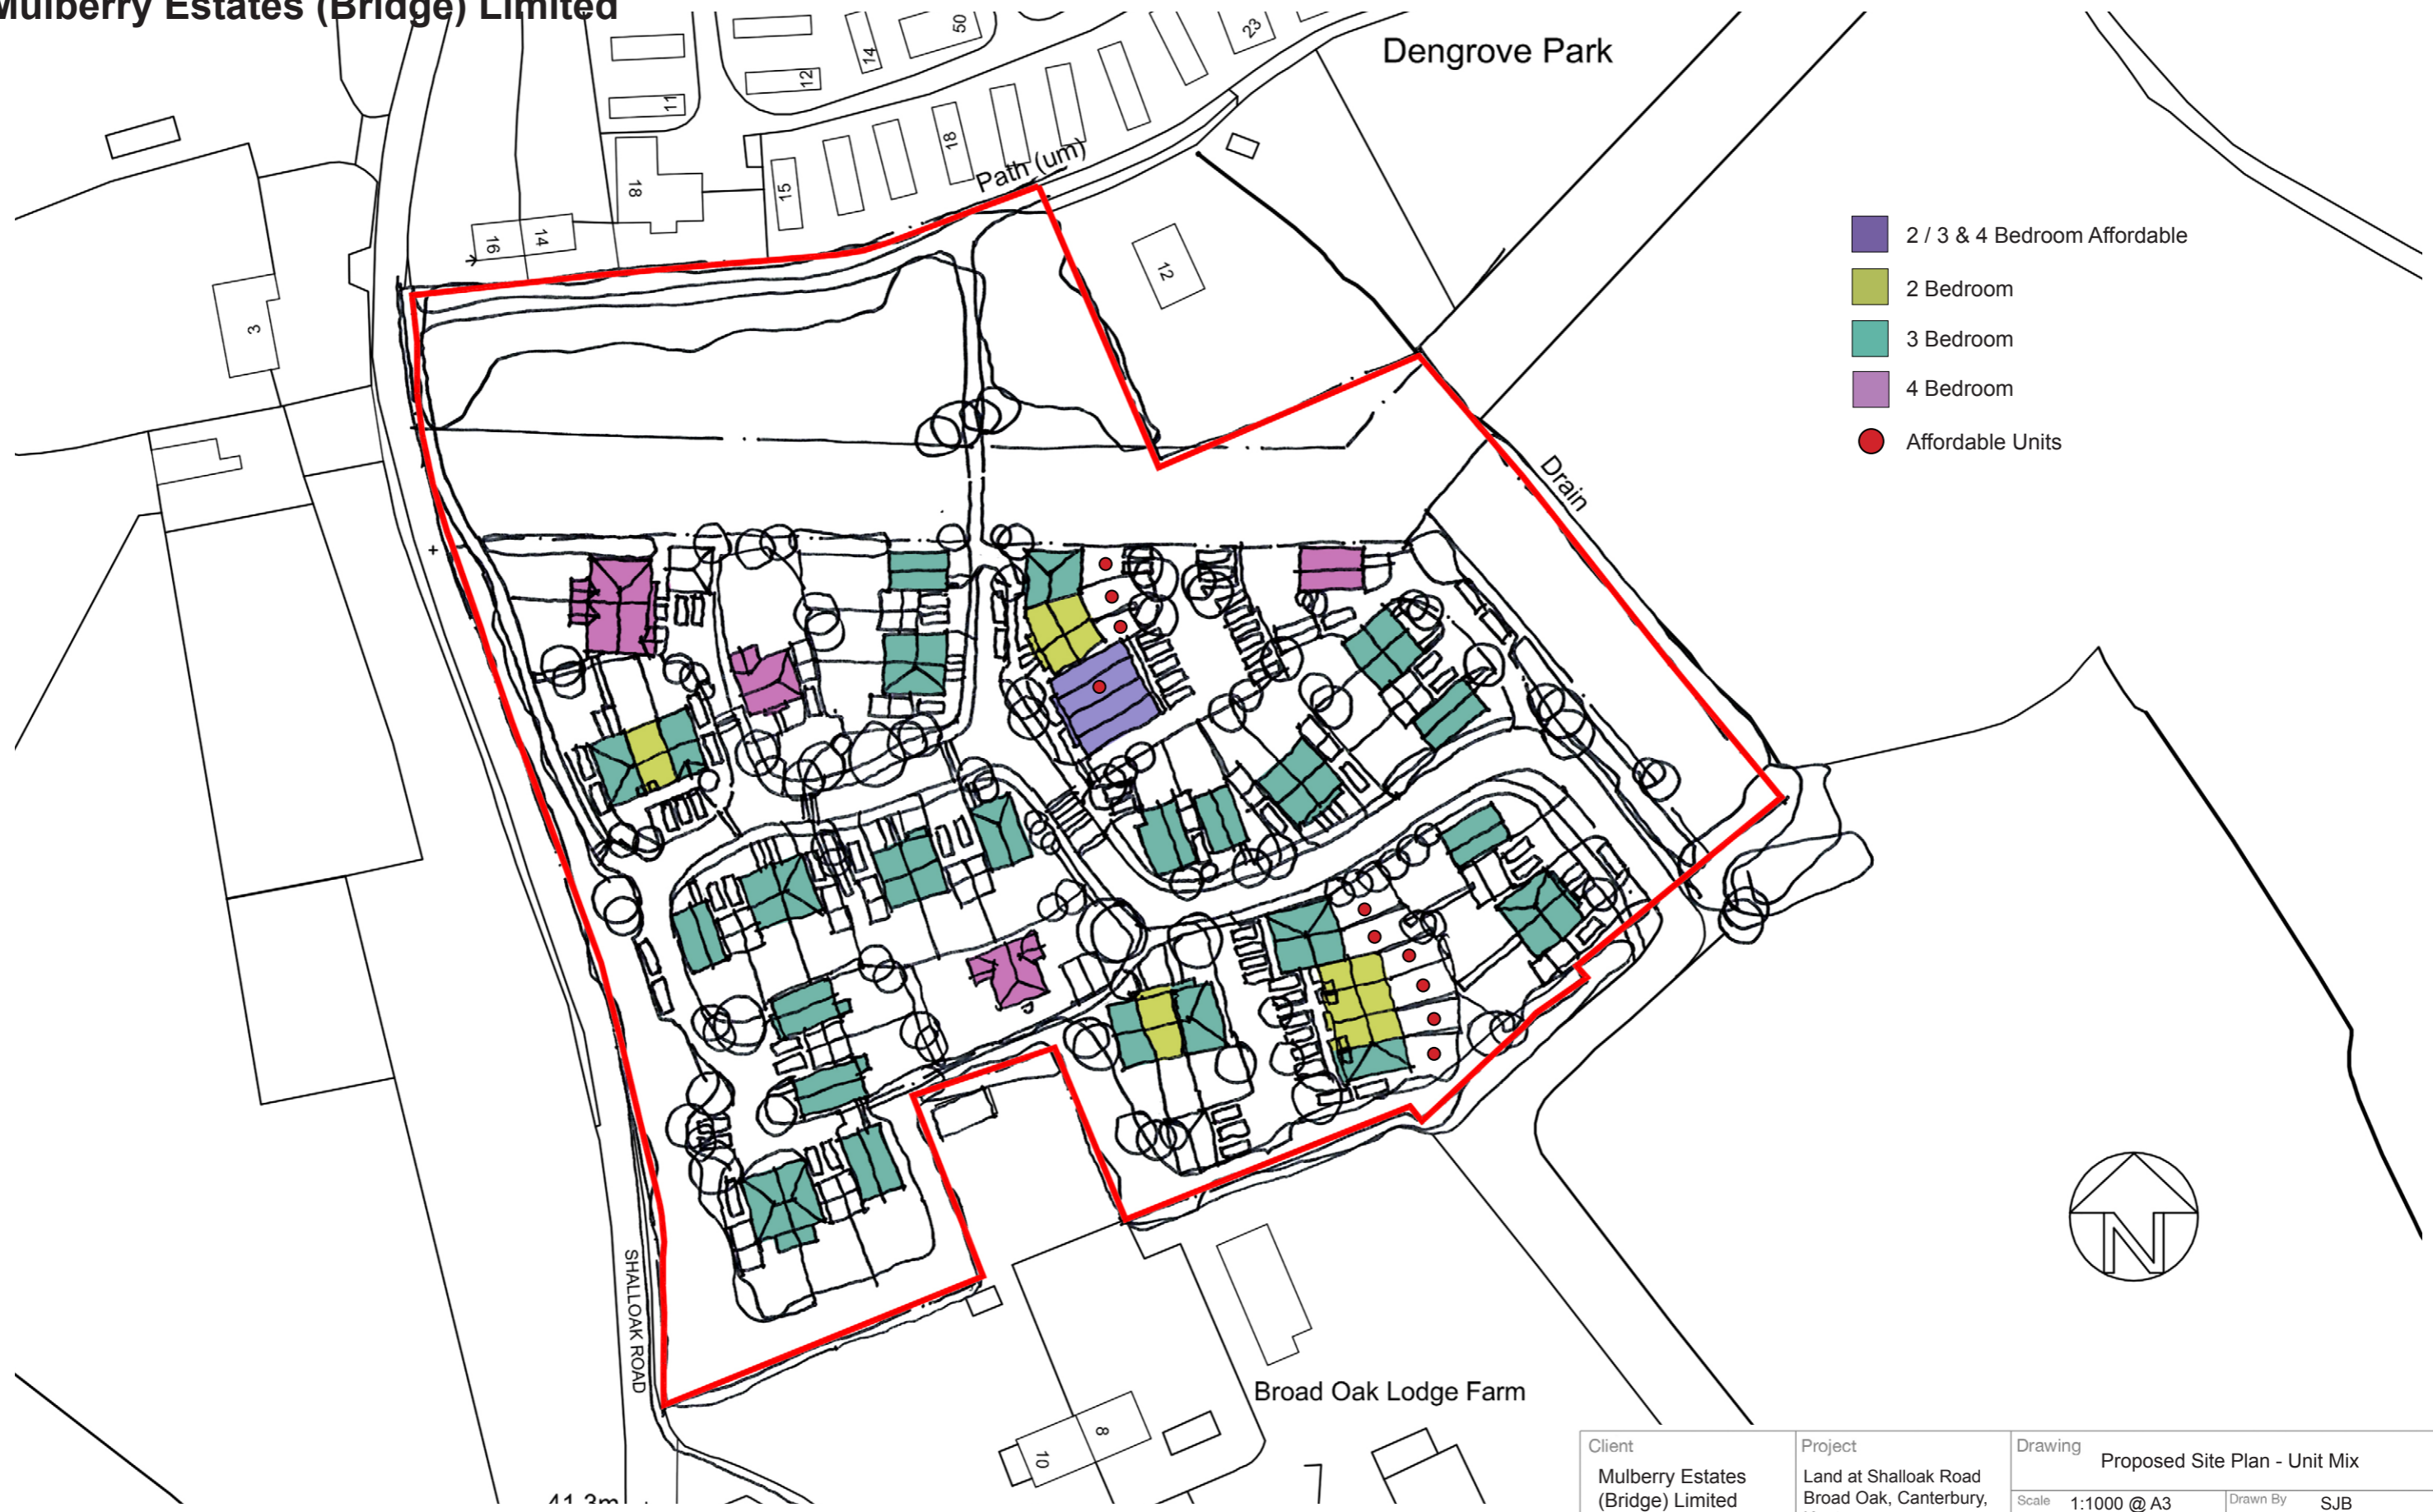 Mulberry Estates (Bridge) Limited
Dengrove Park
50
14
12
11
23
18
18
15
Path (um)
16
14
12
3
2 / 3 & 4 Bedroom Affordable
2 Bedroom
3 Bedroom
4 Bedroom
Affordable Units
Drain
N
SHALLOAK ROAD
Broad Oak Lodge Farm
8
10
41.3m
Client
Mulberry Estates
(Bridge) Limited
Project
Land at Shalloak Road
Broad Oak, Canterbury,
Drawing
Proposed Site Plan - Unit Mix
Scale 1:1000 @ A3
Drawn By SJB